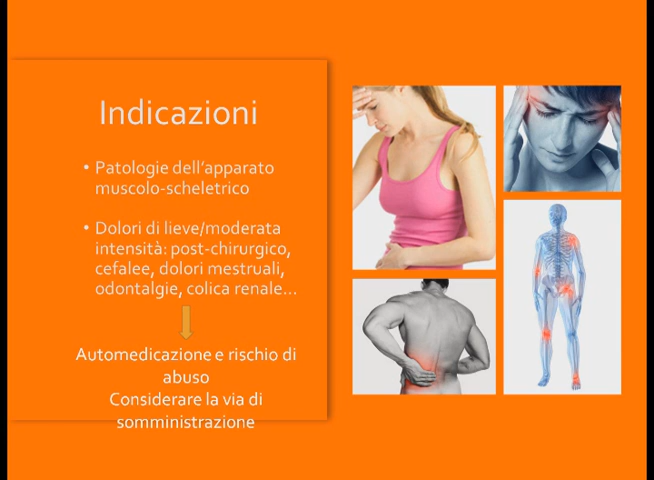 Indicazioni
• Patologie dell'apparato
muscolo-scheletrico
• Dolori di lieve/moderata
intensità: post-chirurgico,
cefalee, dolori mestruali,
odontalgie, colica renale...
Automedicazione e rischio di
abuso
Considerare la via di
somministrazione